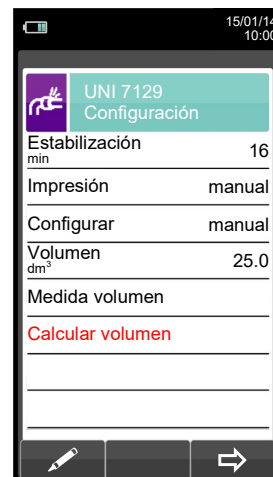 15/01/14
10:00
UNI 7129
Configuración
Estabilización
min
16
Impresión manual
Configurar manual
Volumen
dm³
25.0
Medida volumen
Calcular volumen